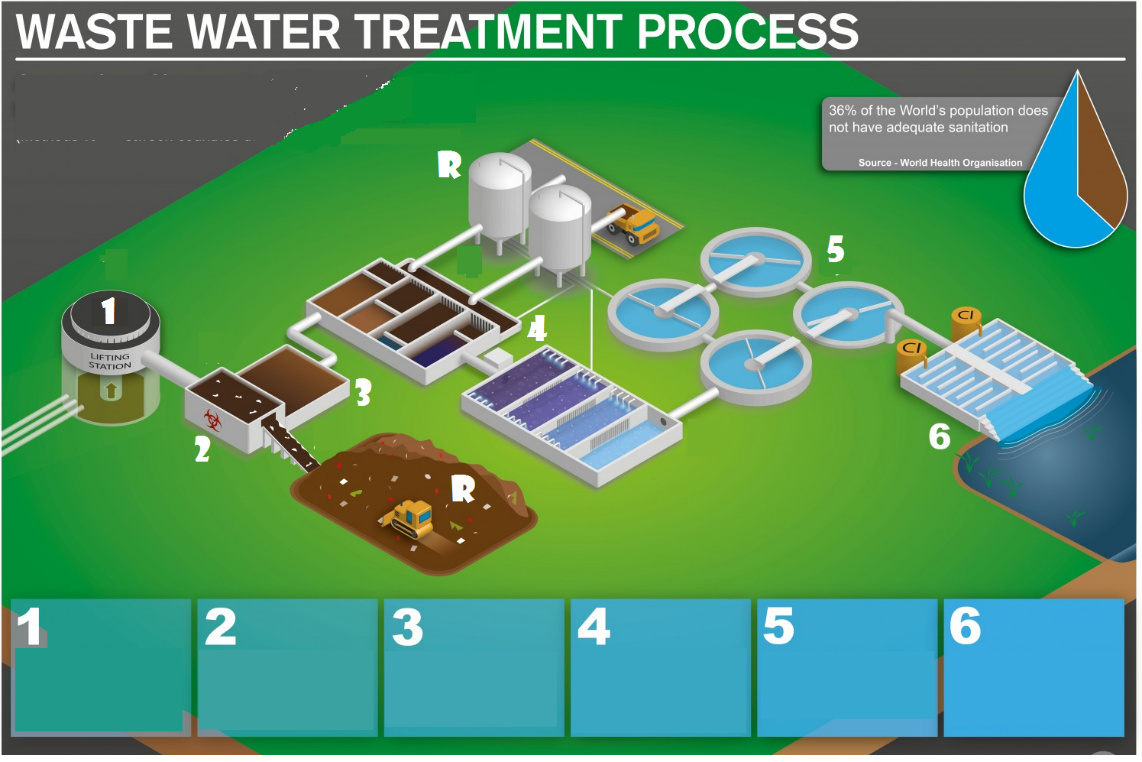 WASTE WATER TREATMENT PROCESS
36% of the World's population does
not have adequate sanitation
Source - World Health Organisation
R
5
1
LIFTING
STATION
4
Cl
Cl
3
2
6
R
1
2
3
4
5
6